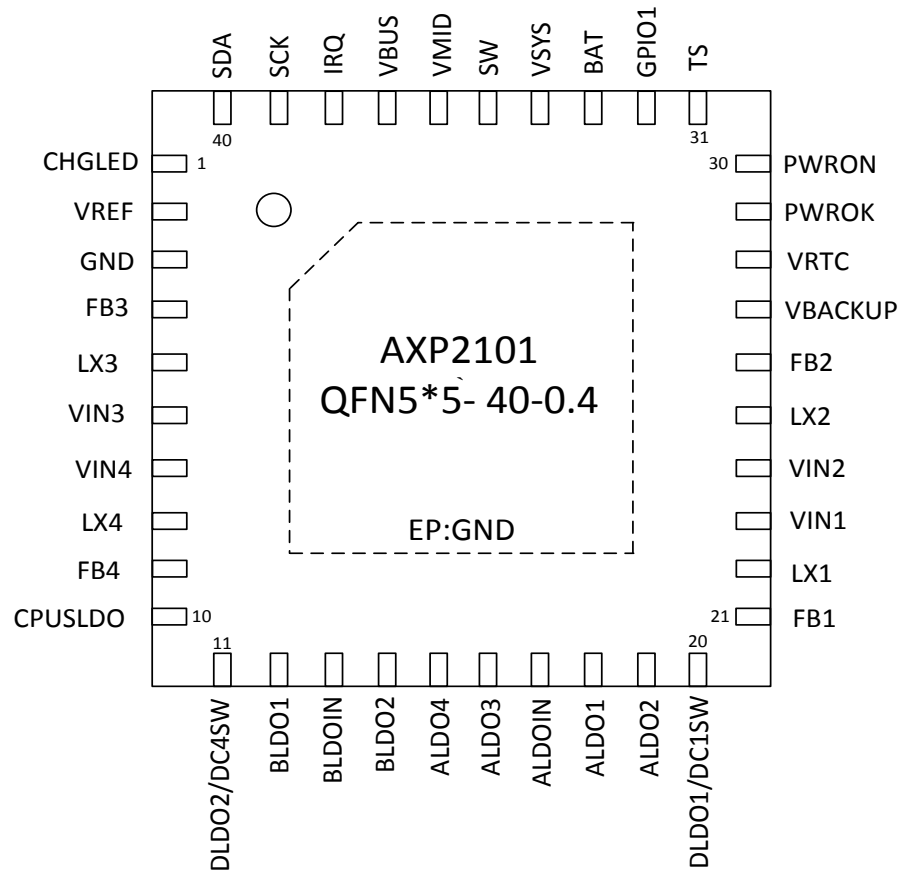 SDA
SCK
IRQ
VBUS
VMID
SW
VSYS
BAT
GPIO1
TS
40
31
CHGLED
1
30
PWRON
VREF
PWROK
GND
VRTC
FB3
VBACKUP
LX3
FB2
VIN3
LX2
VIN4
VIN2
LX4
VIN1
FB4
LX1
CPUSLDO
10
21
FB1
AXP2101
QFN5*5`- 40-0.4
EP:GND
11
20
DLDO2/DC4SW
BLDO1
BLDOIN
BLDO2
ALDO4
ALDO3
ALDOIN
ALDO1
ALDO2
DLDO1/DC1SW